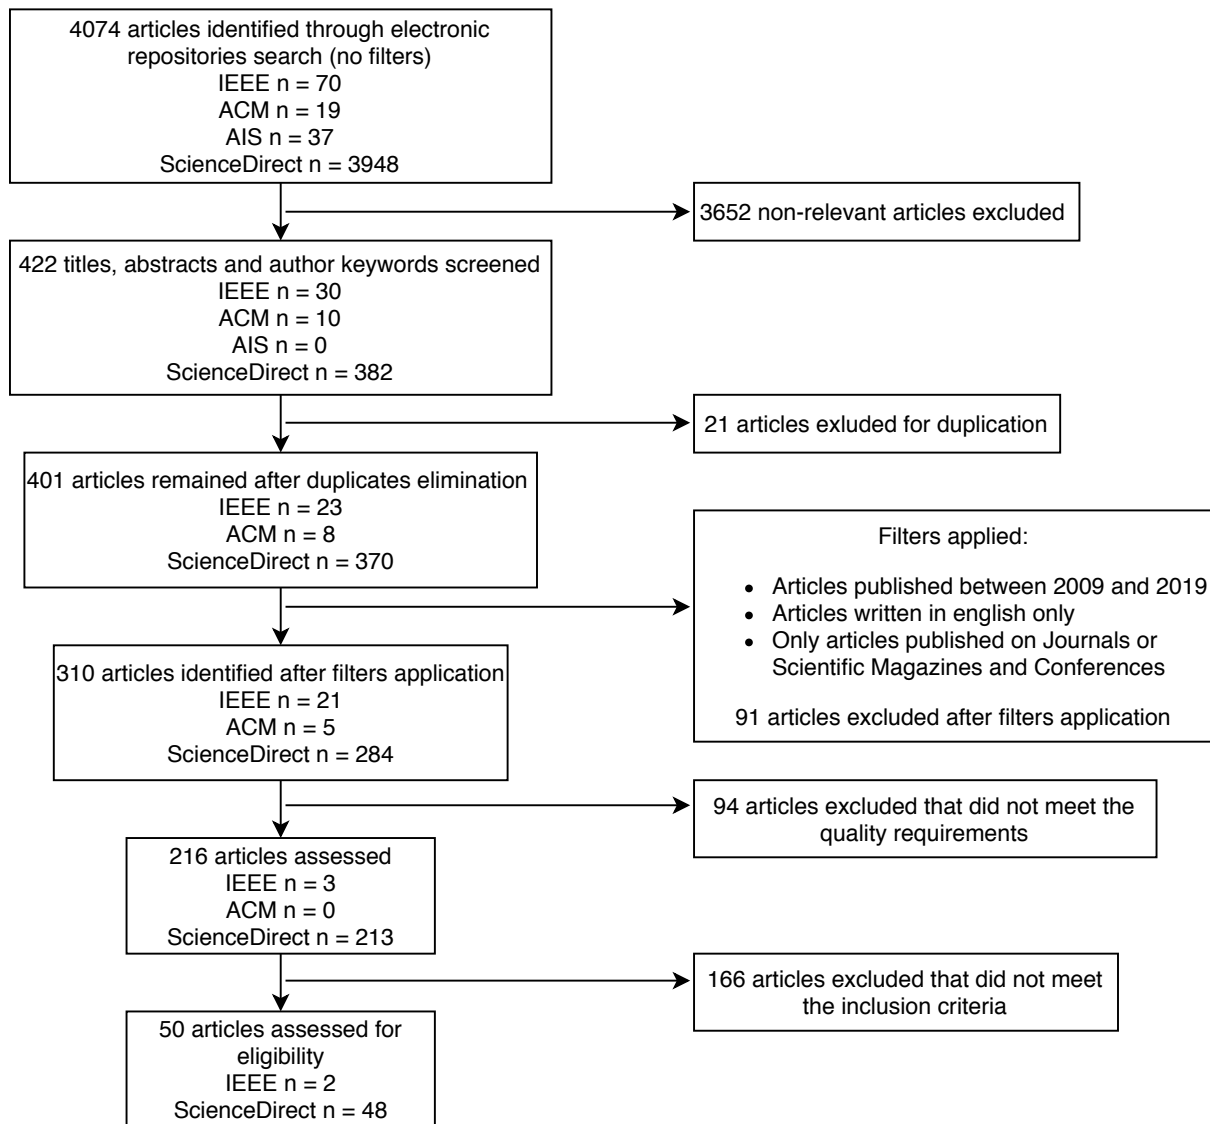 4074 articles identified through electronic
repositories search (no filters)
IEEE n = 70
ACM n = 19
AIS n = 37
ScienceDirect n = 3948
3652 non-relevant articles excluded
422 titles, abstracts and author keywords screened
IEEE n = 30
ACM n = 10
AIS n = 0
ScienceDirect n = 382
21 articles exluded for duplication
401 articles remained after duplicates elimination
IEEE n = 23
ACM n = 8
ScienceDirect n = 370
Filters applied:
• Articles published between 2009 and 2019
• Articles written in english only
• Only articles published on Journals or
Scientific Magazines and Conferences
91 articles excluded after filters application
310 articles identified after filters application
IEEE n = 21
ACM n = 5
ScienceDirect n = 284
94 articles excluded that did not meet the
quality requirements
216 articles assessed
IEEE n = 3
ACM n = 0
ScienceDirect n = 213
166 articles excluded that did not meet
the inclusion criteria
50 articles assessed for
eligibility
IEEE n = 2
ScienceDirect n = 48